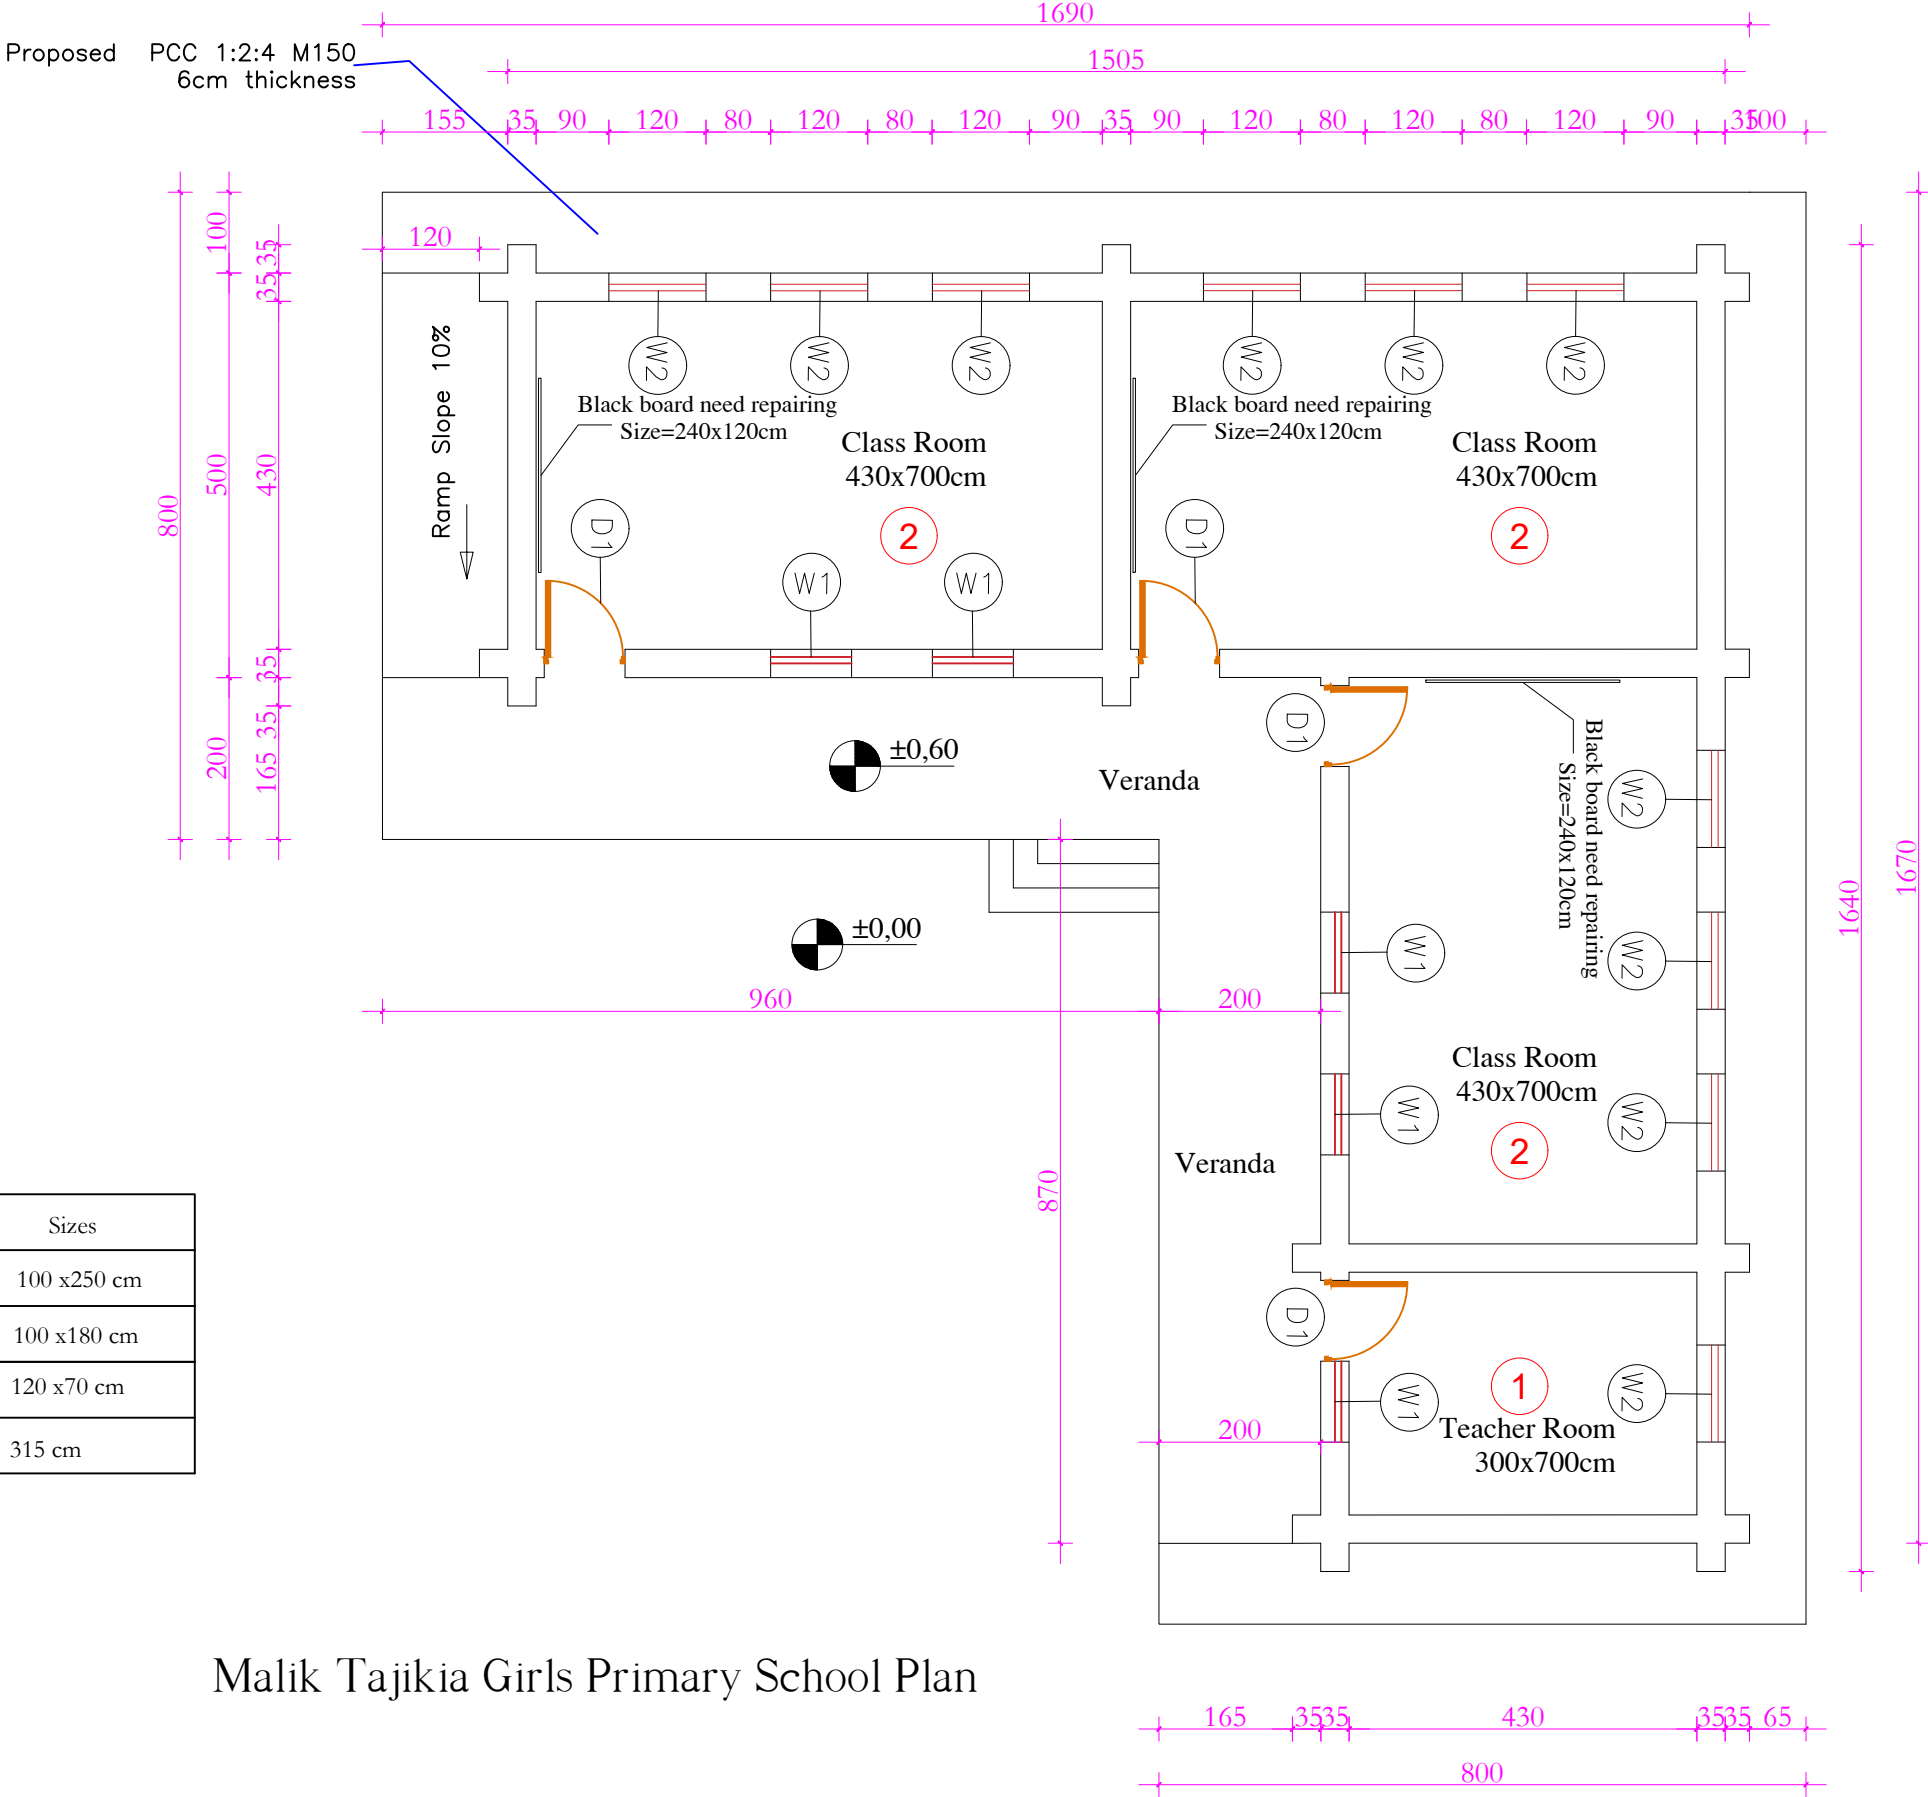 1690
Proposed PCC 1:2:4 M150
6cm thickness
1505
155 35 90 120 80 120 80 120 90 35 90 120 80 120 80 120 90 35 100
100
35
120
35
W2 W2 W2 W2 W2 W2
Ramp Slope 10%
Black board need repairing
Size=240x120cm
Class Room
430x700cm
2
Black board need repairing
Size=240x120cm
Class Room
430x700cm
2
800
500
430
D1
W1 W1
D1
35
35
200
165
±0,60
Veranda
D1
Black board need repairing
Size=240x120cm
W2
±0,00
W1
W2
1640
1670
960
200
Class Room
430x700cm
2
W1
W2
Veranda
870
Sizes
100 x250 cm
100 x180 cm
120 x70 cm
315 cm
D1
1
W1
W2
Teacher Room
300x700cm
200
Malik Tajikia Girls Primary School Plan
165 35 35 430 35 35 65
800